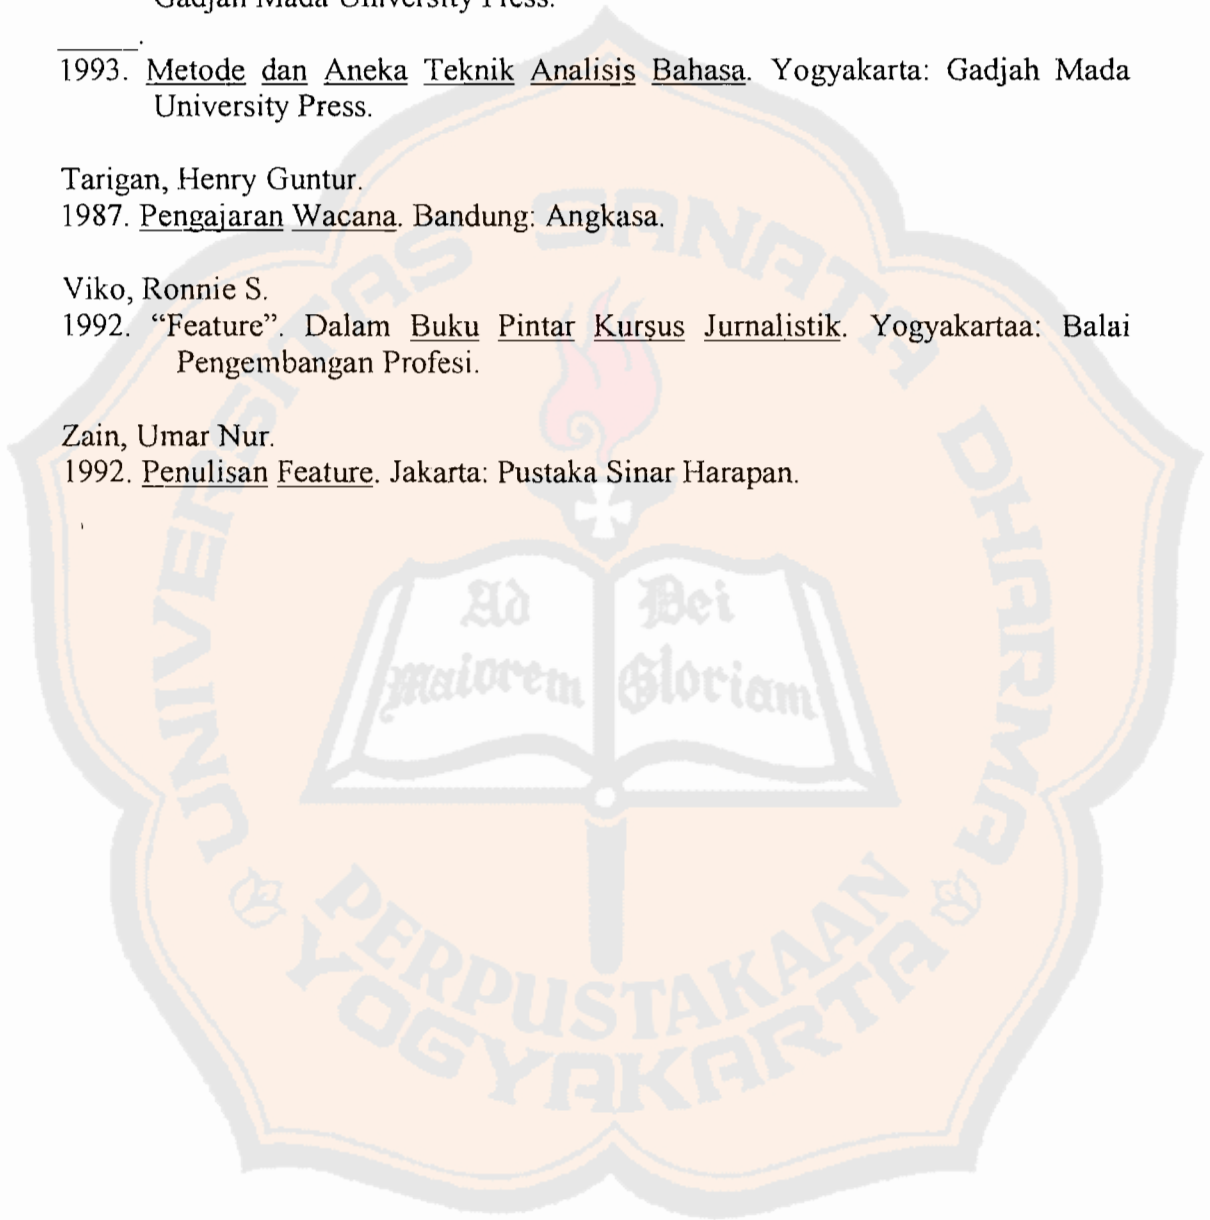 Gadjah Mada University Press.
______.
1993. Metode dan Aneka Teknik Analisis Bahasa. Yogyakarta: Gadjah Mada
University Press.
Tarigan, Henry Guntur.
1987. Pengajaran Wacana. Bandung: Angkasa.
Viko, Ronnie S.
1992. “Feature”. Dalam Buku Pintar Kursus Jurnalistik. Yogyakartaa: Balai
Pengembangan Profesi.
Zain, Umar Nur.
1992. Penulisan Feature. Jakarta: Pustaka Sinar Harapan.
UNIVERSITAS SANATA DHARMA
Ad Dei
maiorem Gloriam
PERPUSTAKAAN
YOGYAKARTA